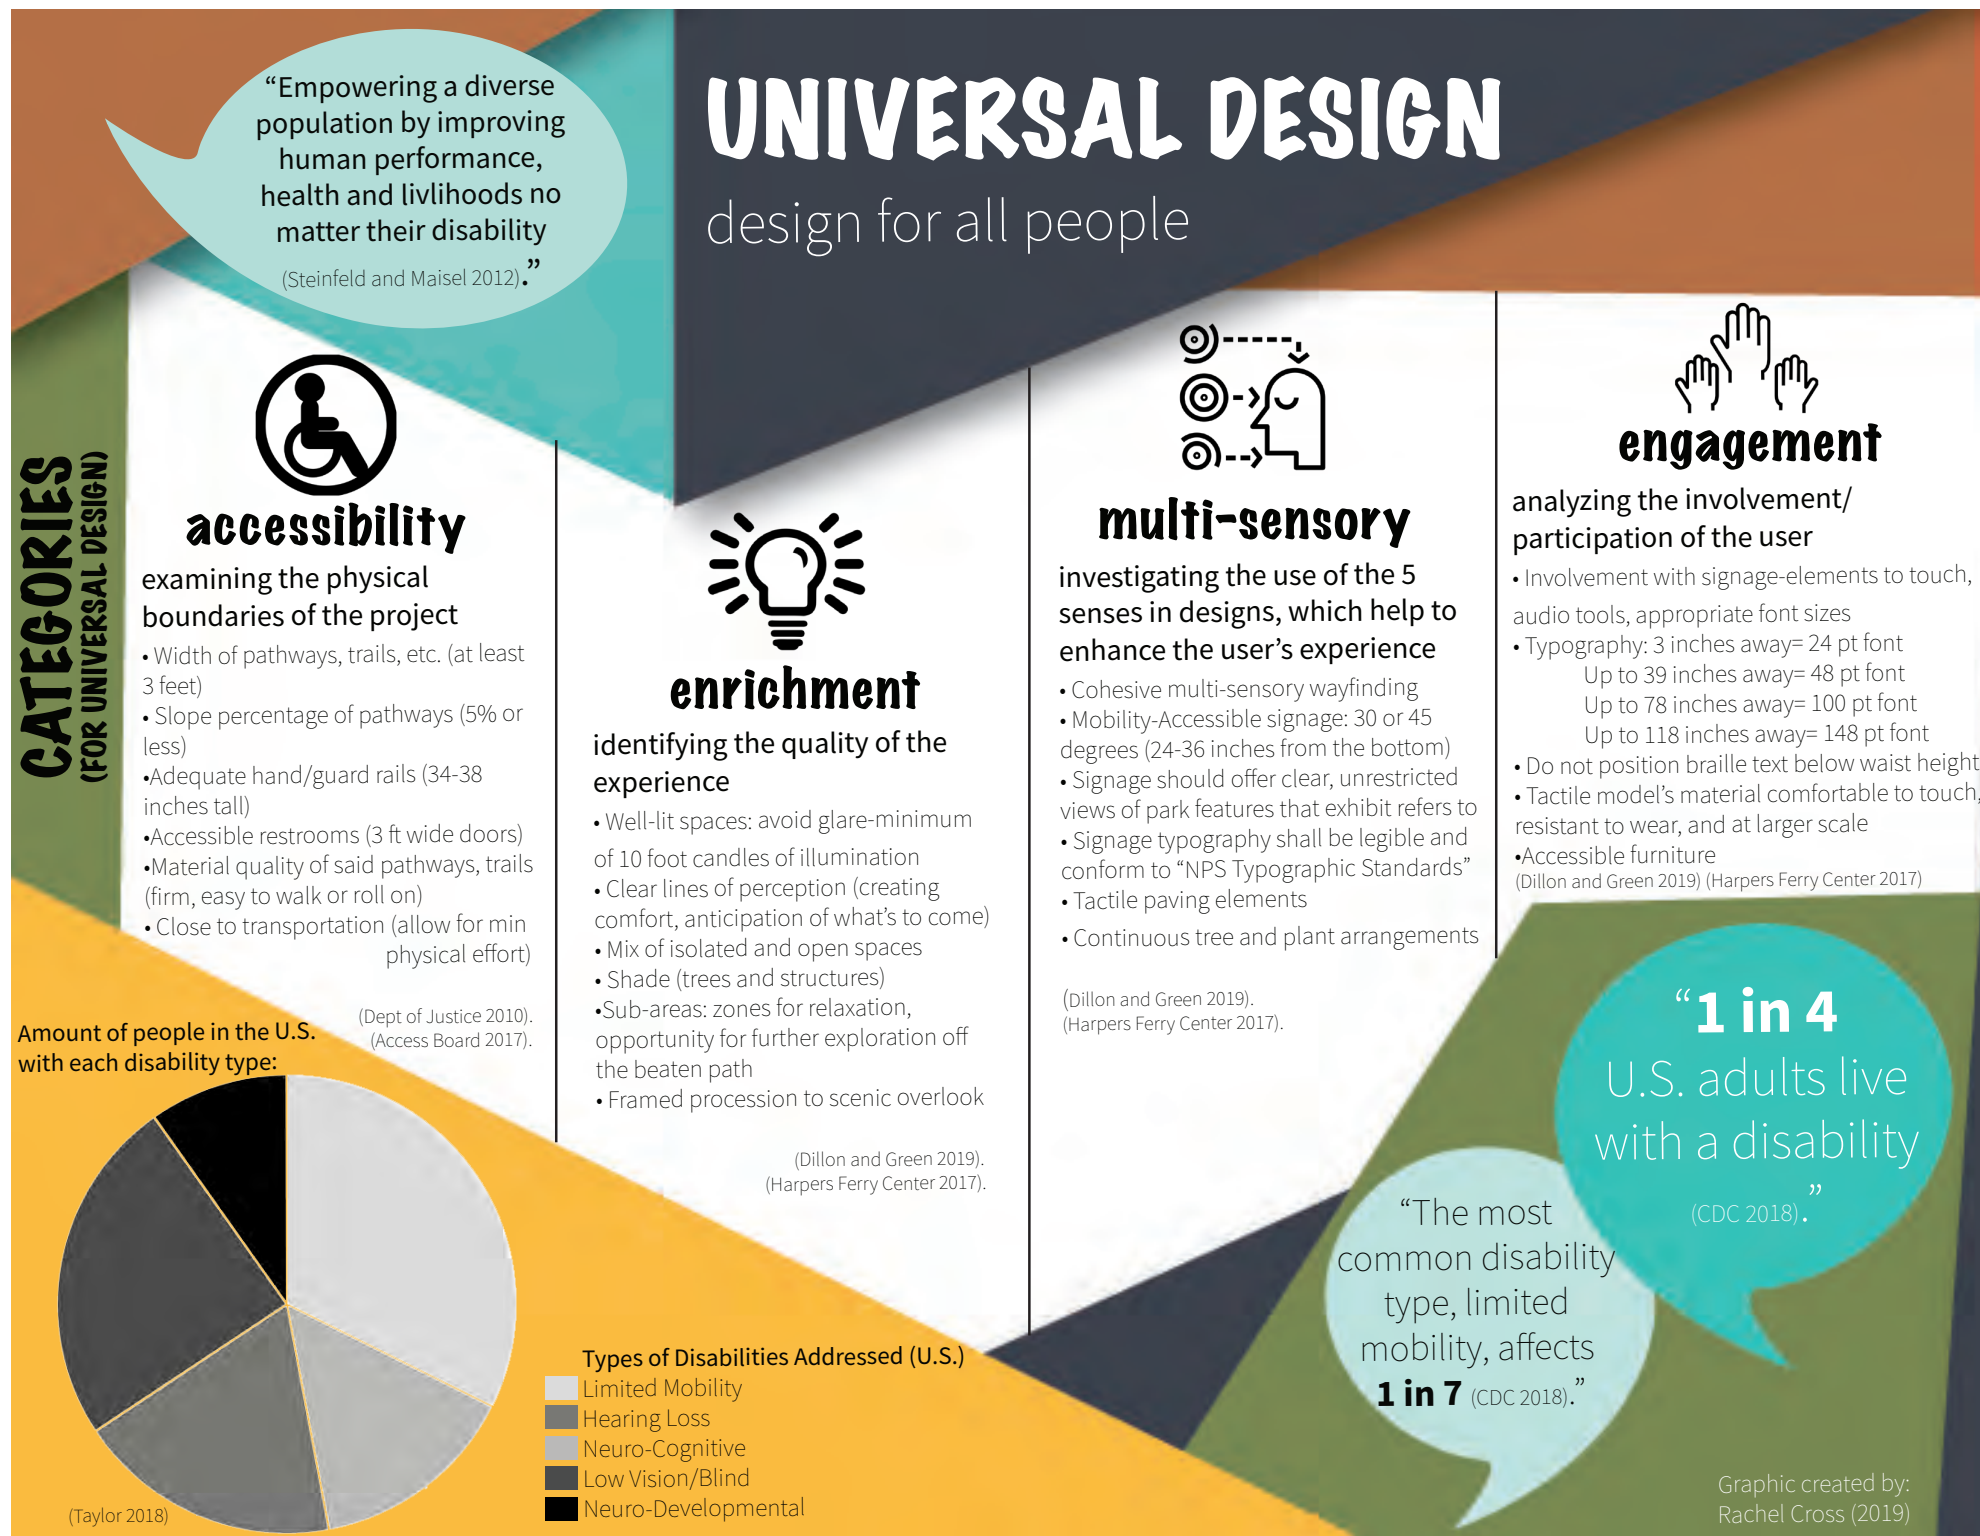 “Empowering a diverse
population by improving
human performance,
health and livlihoods no
matter their disability
(Steinfeld and Maisel 2012).”
UNIVERSAL DESIGN
design for all people
CATEGORIES
(FOR UNIVERSAL DESIGN)
accessibility
examining the physical
boundaries of the project
• Width of pathways, trails, etc. (at least
3 feet)
• Slope percentage of pathways (5% or
less)
•Adequate hand/guard rails (34-38
inches tall)
•Accessible restrooms (3 ft wide doors)
•Material quality of said pathways, trails
(firm, easy to walk or roll on)
• Close to transportation (allow for min
physical effort)
(Dept of Justice 2010).
(Access Board 2017).
enrichment
identifying the quality of the
experience
• Well-lit spaces: avoid glare-minimum
of 10 foot candles of illumination
• Clear lines of perception (creating
comfort, anticipation of what’s to come)
• Mix of isolated and open spaces
• Shade (trees and structures)
•Sub-areas: zones for relaxation,
opportunity for further exploration off
the beaten path
• Framed procession to scenic overlook
(Dillon and Green 2019).
(Harpers Ferry Center 2017).
multi-sensory
investigating the use of the 5
senses in designs, which help to
enhance the user’s experience
• Cohesive multi-sensory wayfinding
• Mobility-Accessible signage: 30 or 45
degrees (24-36 inches from the bottom)
• Signage should offer clear, unrestricted
views of park features that exhibit refers to
• Signage typography shall be legible and
conform to “NPS Typographic Standards”
• Tactile paving elements
• Continuous tree and plant arrangements
(Dillon and Green 2019).
(Harpers Ferry Center 2017).
engagement
analyzing the involvement/
participation of the user
• Involvement with signage-elements to touch,
audio tools, appropriate font sizes
• Typography: 3 inches away= 24 pt font
Up to 39 inches away= 48 pt font
Up to 78 inches away= 100 pt font
Up to 118 inches away= 148 pt font
• Do not position braille text below waist height
• Tactile model’s material comfortable to touch,
resistant to wear, and at larger scale
•Accessible furniture
(Dillon and Green 2019) (Harpers Ferry Center 2017)
Amount of people in the U.S.
with each disability type:
(Taylor 2018)
Types of Disabilities Addressed (U.S.)
Limited Mobility
Hearing Loss
Neuro-Cognitive
Low Vision/Blind
Neuro-Developmental
“1 in 4
U.S. adults live
with a disability
(CDC 2018).”
“The most
common disability
type, limited
mobility, affects
1 in 7 (CDC 2018).”
Graphic created by:
Rachel Cross (2019)